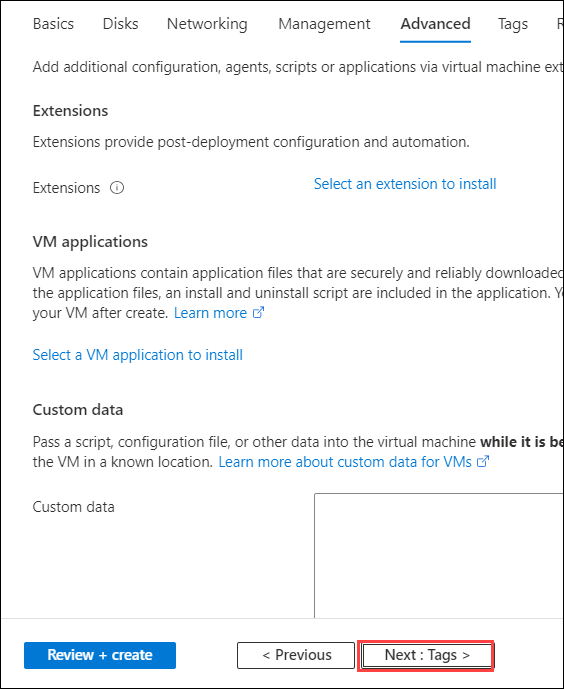 Basics Disks Networking Management Advanced Tags
Add additional configuration, agents, scripts or applications via virtual machine ext
Extensions
Extensions provide post-deployment configuration and automation.
Extensions Select an extension to install
VM applications
VM applications contain application files that are securely and reliably downloaded
the application files, an install and uninstall script are included in the application. Y
your VM after create. Learn more
Select a VM application to install
Custom data
Pass a script, configuration file, or other data into the virtual machine while it is be
the VM in a known location. Learn more about custom data for VMs
Custom data
Review + create < Previous Next : Tags >